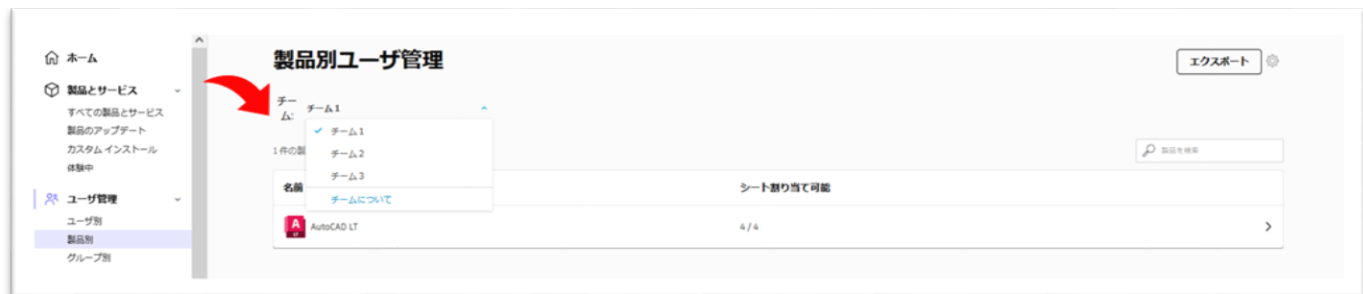 ホーム
製品とサービス
すべての製品とサービス
製品のアップデート
カスタム インストール
体験中
ユーザ管理
ユーザ別
製品別
グループ別
製品別ユーザ管理
エクスポート
チー
ム:
チーム1
チーム1
チーム2
チーム3
チームについて
1件の製
製品を検索
名前
シート割り当て可能
A
LT
AutoCAD LT
4 / 4